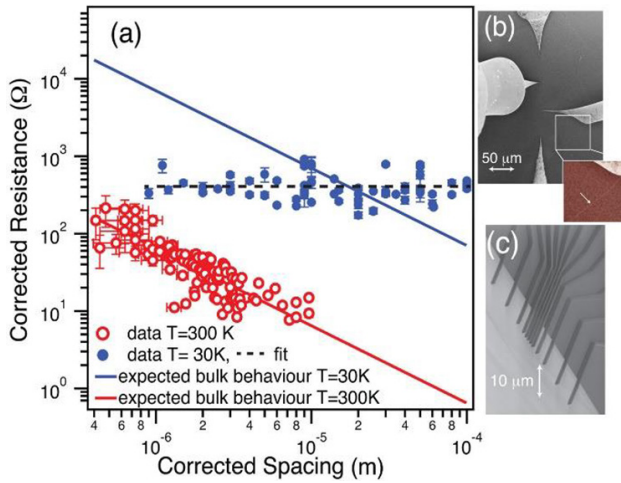 (a)
Corrected Resistance (Ω)
10^4
10^3
10^2
10^1
10^0
data T=300 K
data T= 30K, fit
expected bulk behaviour T=30K
expected bulk behaviour T=300K
4 6 8 2 4 6 8 2 4 6 8
10^-6 10^-5 10^-4
Corrected Spacing (m)
(b)
50 μm
(c)
10 μm